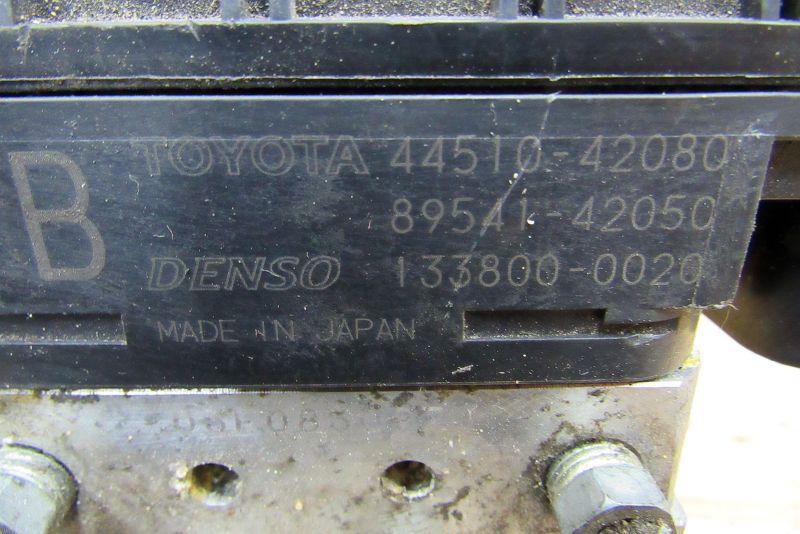 B
TOYOTA 44510-42080
89541-42050
DENSO 133800-0020
MADE IN JAPAN